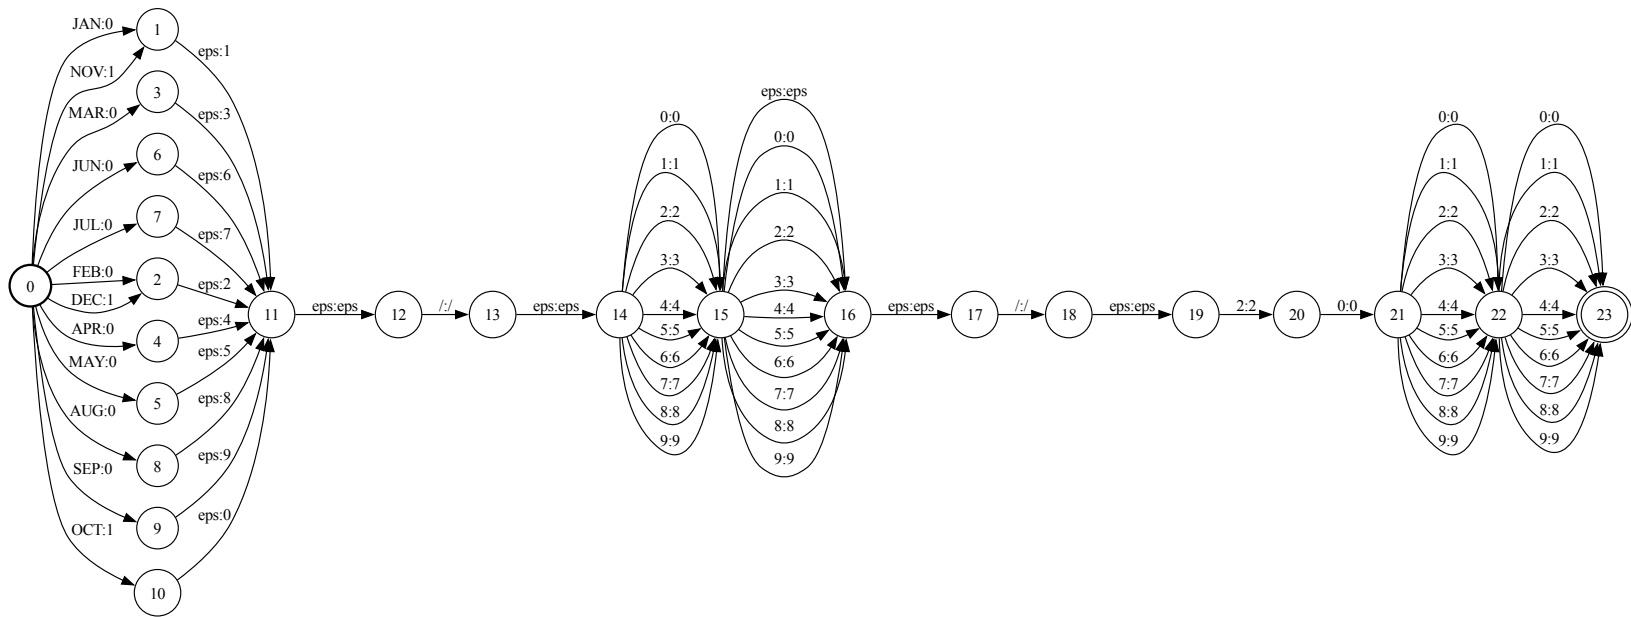 JAN:0
NOV:1
MAR:0
JUN:0
JUL:0
FEB:0
DEC:1
APR:0
MAY:0
AUG:0
SEP:0
OCT:1
0
1
3
6
7
2
4
5
8
9
10
eps:1
eps:3
eps:6
eps:7
eps:2
eps:4
eps:5
eps:8
eps:9
eps:0
11
eps:eps
12
/:/
13
eps:eps
14
0:0
1:1
2:2
3:3
4:4
5:5
6:6
7:7
8:8
9:9
15
eps:eps
0:0
1:1
2:2
3:3
4:4
5:5
6:6
7:7
8:8
9:9
16
eps:eps
17
/:/
18
eps:eps
19
2:2
20
0:0
21
0:0
1:1
2:2
3:3
4:4
5:5
6:6
7:7
8:8
9:9
22
0:0
1:1
2:2
3:3
4:4
5:5
6:6
7:7
8:8
9:9
23